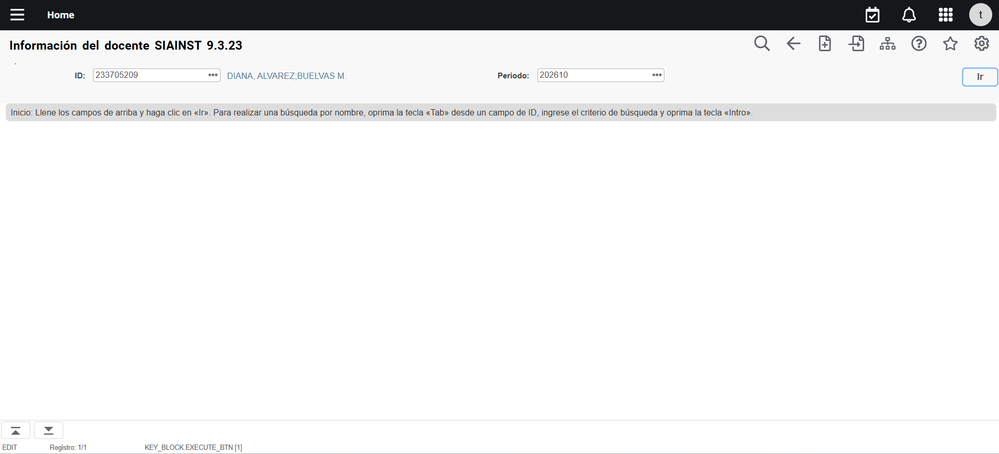 Home
t
Información del docente SIAINST 9.3.23
ID: 233705209 ••• DIANA, ALVAREZ;BUELVAS M. Periodo: 202610 ••• Ir
Inicio: Llene los campos de arriba y haga clic en «Ir». Para realizar una búsqueda por nombre, oprima la tecla «Tab» desde un campo de ID, ingrese el criterio de búsqueda y oprima la tecla «Intro».
EDIT Registro: 1/1 KEY_BLOCK.EXECUTE_BTN [1]